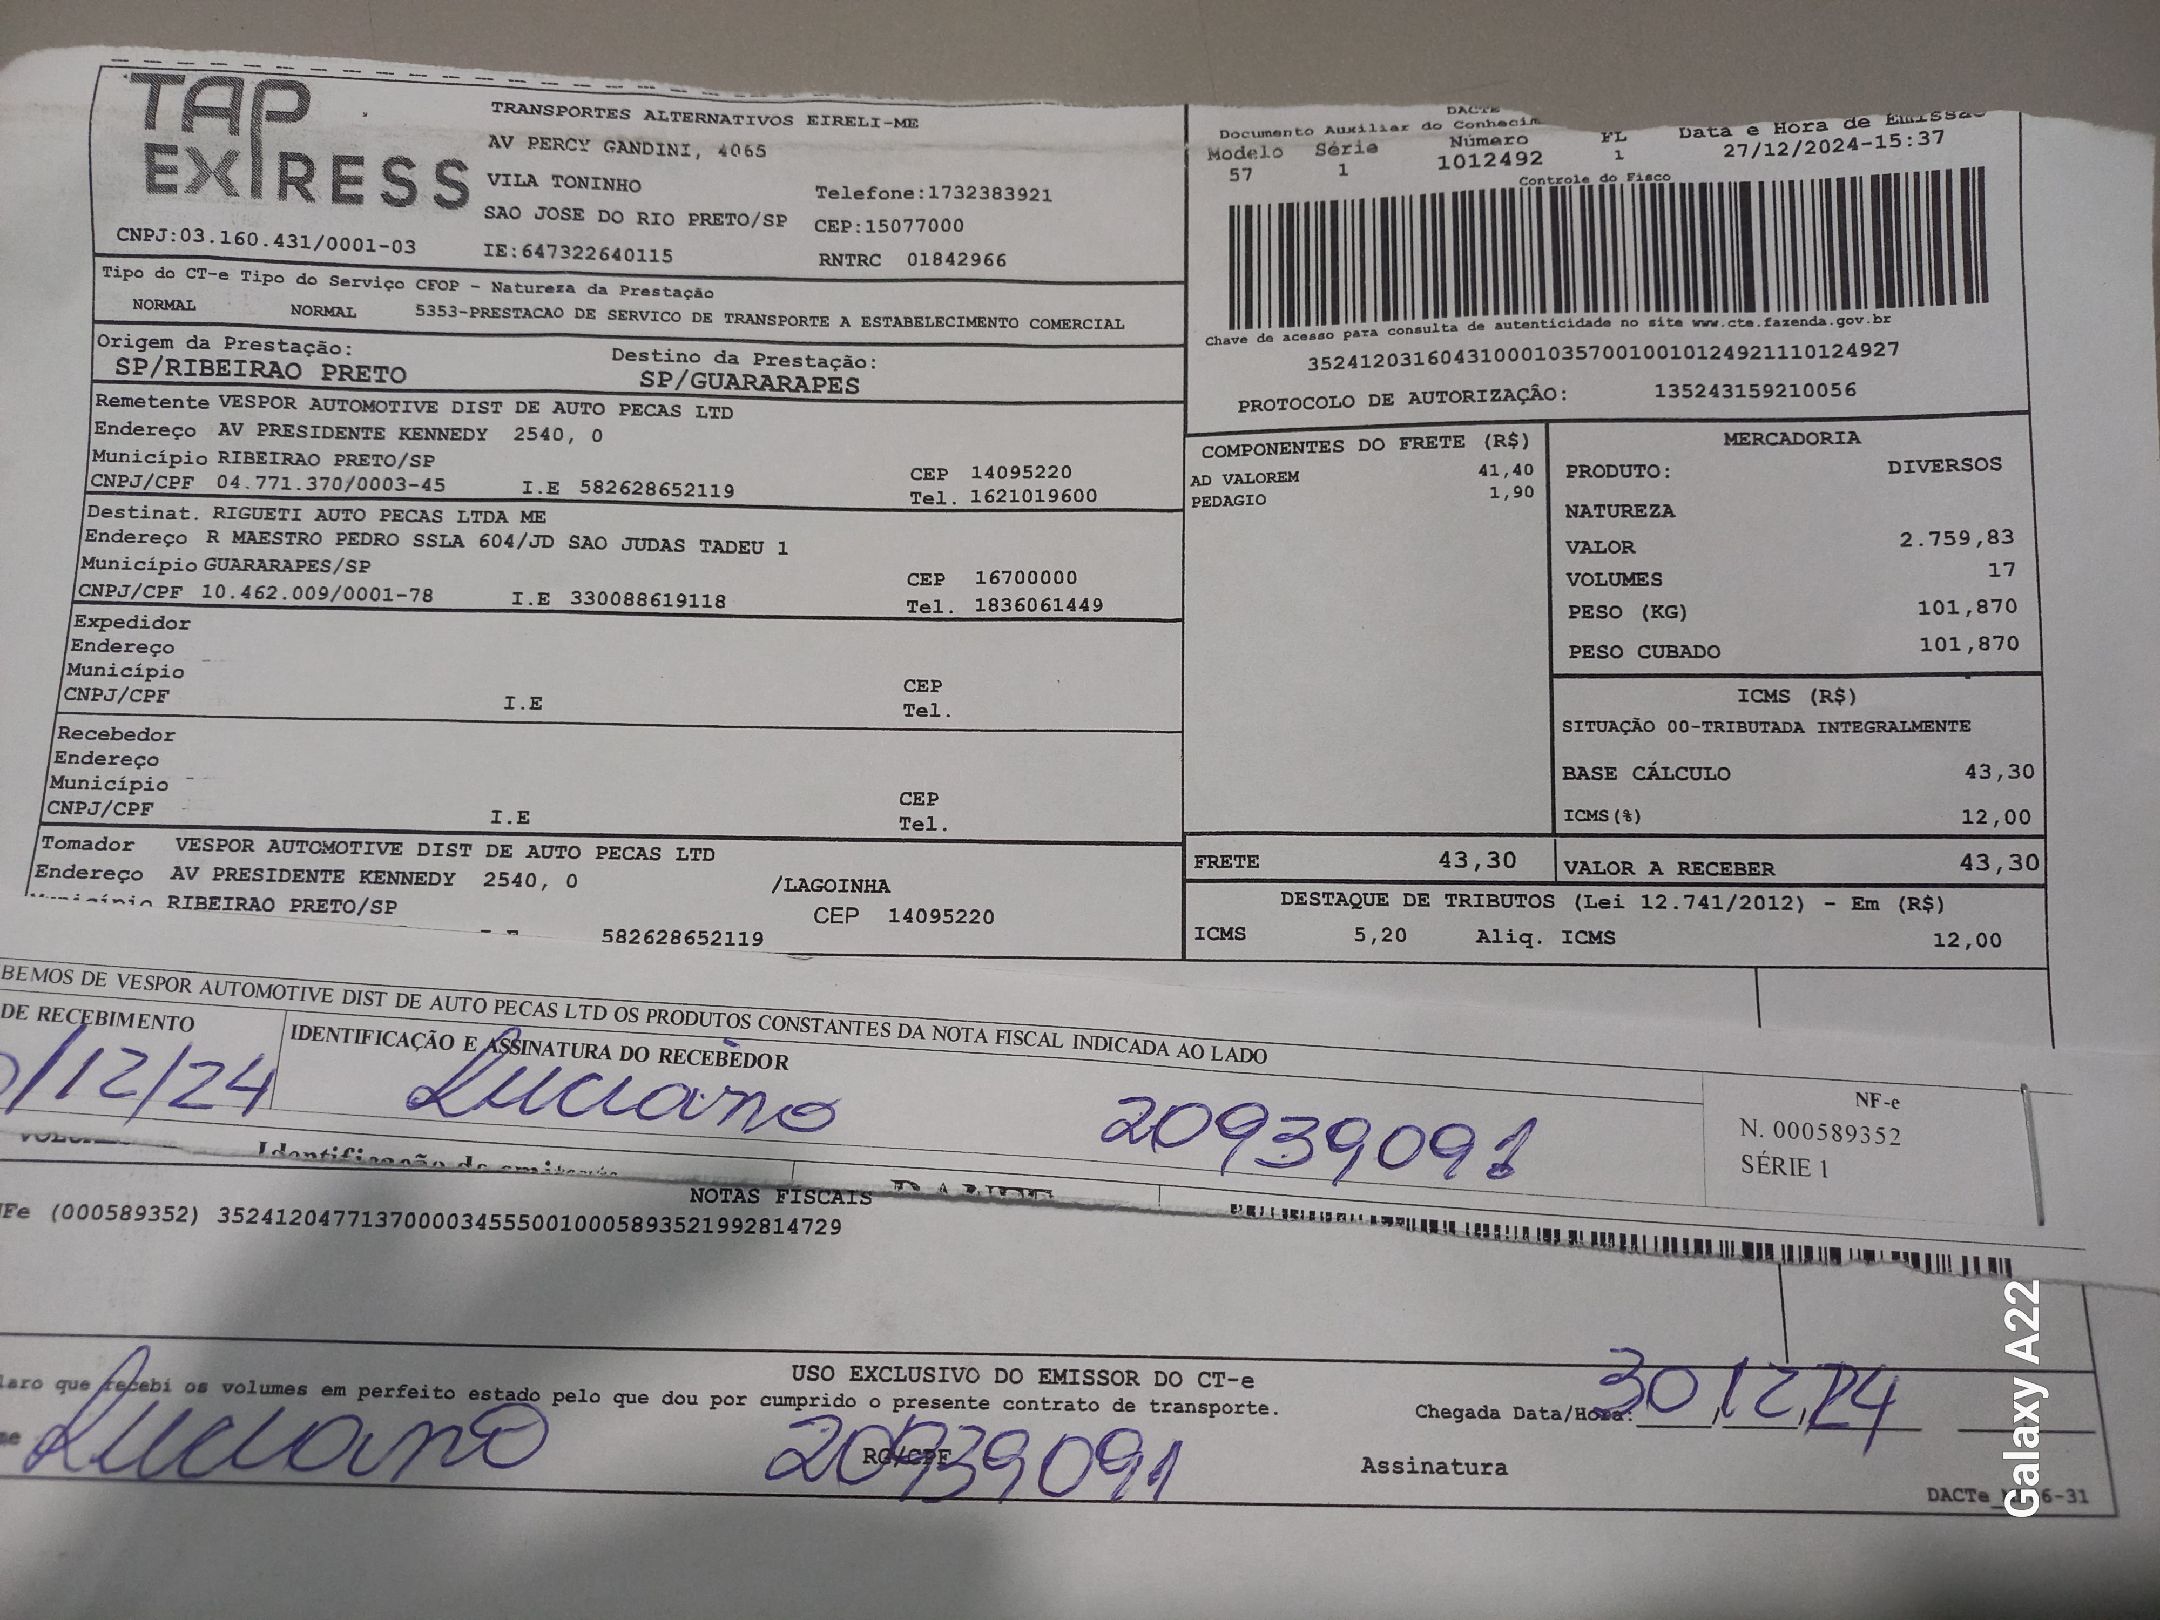 TAP EXPRESS
TRANSPORTES ALTERNATIVOS EIRELI-ME
AV PERCY GANDINI, 4065
VILA TONINHO Telefone:1732383921
SAO JOSE DO RIO PRETO/SP CEP:15077000
CNPJ:03.160.431/0001-03 IE:647322640115 RNTRC 01842966
DACTE
Documento Auxiliar do
Modelo Série Número FL Data e Hora de Emissão
57 1 1012492 1 27/12/2024-15:37
Controle do Fisco
Chave de acesso para consulta de autenticidade no site www.cte.fazenda.gov.br
35241203160431000103570010010124921110124927
PROTOCOLO DE AUTORIZAÇÂO: 135243159210056
Tipo do CT-e Tipo do Serviço CFOP - Natureza da Prestação
NORMAL NORMAL 5353-PRESTACAO DE SERVICO DE TRANSPORTE A ESTABELECIMENTO COMERCIAL
Origem da Prestação: Destino da Prestação:
SP/RIBEIRAO PRETO SP/GUARARAPES
Remetente VESPOR AUTOMOTIVE DIST DE AUTO PECAS LTD
Endereço AV PRESIDENTE KENNEDY 2540, 0
Município RIBEIRAO PRETO/SP CEP 14095220
CNPJ/CPF 04.771.370/0003-45 I.E 582628652119 Tel. 1621019600
Destinat. RIGUETI AUTO PECAS LTDA ME
Endereço R MAESTRO PEDRO SSLA 604/JD SAO JUDAS TADEU 1
Município GUARARAPES/SP CEP 16700000
CNPJ/CPF 10.462.009/0001-78 I.E 330088619118 Tel. 1836061449
Expedidor
Endereço
Município CEP
CNPJ/CPF I.E Tel.
Recebedor
Endereço
Município CEP
CNPJ/CPF I.E Tel.
Tomador VESPOR AUTOMOTIVE DIST DE AUTO PECAS LTD
Endereço AV PRESIDENTE KENNEDY 2540, 0 /LAGOINHA
Município RIBEIRAO PRETO/SP CEP 14095220
582628652119
COMPONENTES DO FRETE (R$)
AD VALOREM 41,40
PEDAGIO 1,90
MERCADORIA
PRODUTO: DIVERSOS
NATUREZA
VALOR 2.759,83
VOLUMES 17
PESO (KG) 101,870
PESO CUBADO 101,870
ICMS (R$)
SITUAÇÃO 00-TRIBUTADA INTEGRALMENTE
BASE CÁLCULO 43,30
ICMS(%) 12,00
FRETE 43,30 VALOR A RECEBER 43,30
DESTAQUE DE TRIBUTOS (Lei 12.741/2012) - Em (R$)
ICMS 5,20 Aliq. ICMS 12,00
BEMOS DE VESPOR AUTOMOTIVE DIST DE AUTO PECAS LTD OS PRODUTOS CONSTANTES DA NOTA FISCAL INDICADA AO LADO
DE RECEBIMENTO IDENTIFICAÇÃO E ASSINATURA DO RECEBEDOR
/12/24 Luciano 20939091
NF-e
N. 000589352
SÉRIE 1
Identificação do emitente
NOTAS FISCAIS
Fe (000589352) 35241204771370000345550010005893521992814729
USO EXCLUSIVO DO EMISSOR DO CT-e
laro que recebi os volumes em perfeito estado pelo que dou por cumprido o presente contrato de transporte.
Chegada Data/Hora: 30/12/24
Luciano RG/CPF 20939091 Assinatura
DACTe 6-31
Galaxy A22